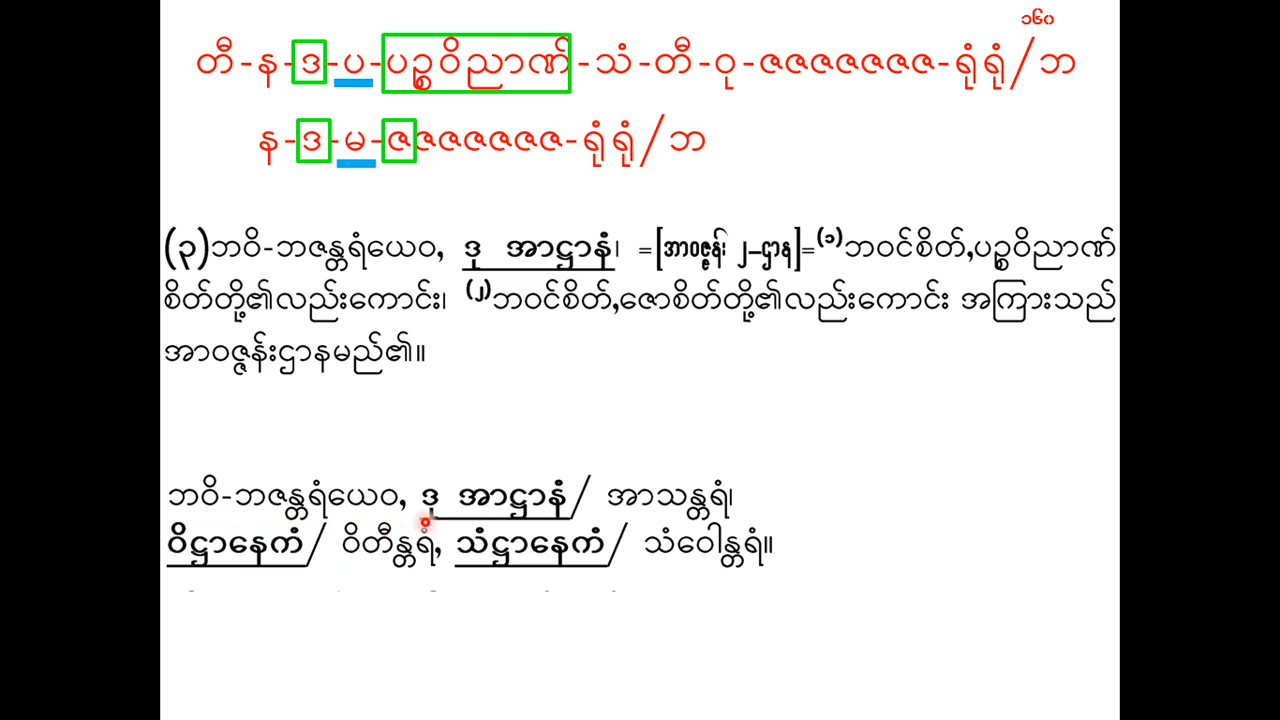 ၁၆၀
တီ-န-ဒ-ပ-ပဉ္စဝိညာဏ်-သံ-တီ-ဝု-ဇဇဇဇဇဇဇ-ရုံရုံ/ဘ
န-ဒ-မ-ဇဇဇဇဇဇဇ-ရုံရုံ/ဘ
(၃)ဘဝိ-ဘဇန္တရံယေဝ, ဒု အာဋ္ဌာနံ၊ =[အာဝဇ္ဇန်း ၂-ဌာန]=(၁)ဘဝင်စိတ်,ပဉ္စဝိညာဏ်
စိတ်တို့၏လည်းကောင်း၊ (၂)ဘဝင်စိတ်,ဇောစိတ်တို့၏လည်းကောင်း အကြားသည်
အာဝဇ္ဇန်းဌာနမည်၏။
ဘဝိ-ဘဇန္တရံယေဝ, ဒု အာဋ္ဌာနံ/ အာသန္တရံ၊
ဝိဋ္ဌာနေကံ/ ဝိတီန္တရံ, သံဋ္ဌာနေကံ/ သံဝေါန္တရံ။